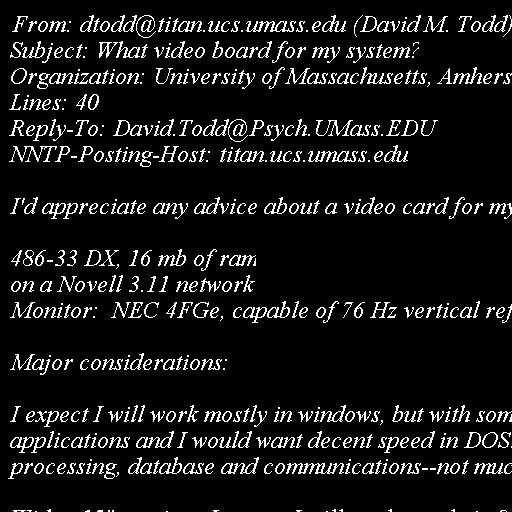 From: dtodd@titan.ucs.umass.edu (David M. Todd)
Subject: What video board for my system?
Organization: University of Massachusetts, Amhers
Lines: 40
Reply-To: David.Todd@Psych.UMass.EDU
NNTP-Posting-Host: titan.ucs.umass.edu
I'd appreciate any advice about a video card for my
486-33 DX, 16 mb of ram
on a Novell 3.11 network
Monitor:  NEC 4FGe, capable of 76 Hz vertical ref
Major considerations:
I expect I will work mostly in windows, but with som
applications and I would want decent speed in DOS
processing, database and communications--not muc